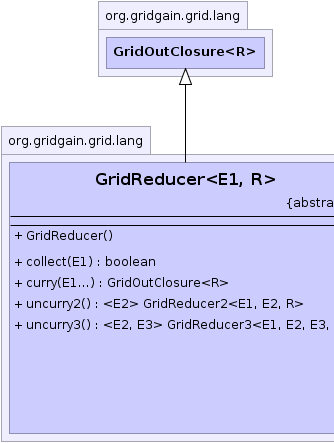 org.gridgain.grid.lang
GridOutClosure<R>
org.gridgain.grid.lang
GridReducer<E1, R>
{abstra
+ GridReducer()
+ collect(E1) : boolean
+ curry(E1...) : GridOutClosure<R>
+ uncurry2() : <E2> GridReducer2<E1, E2, R>
+ uncurry3() : <E2, E3> GridReducer3<E1, E2, E3,